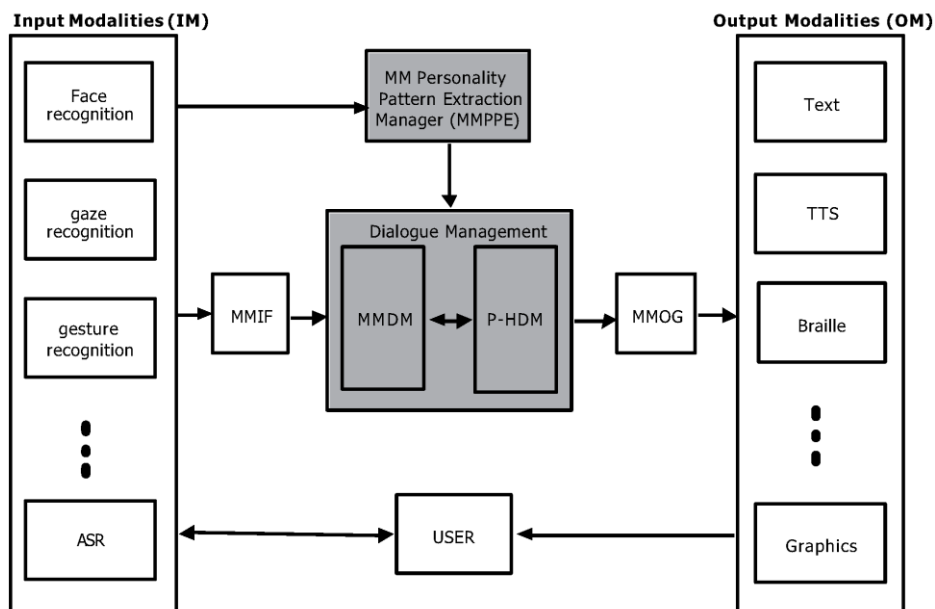 Input Modalities (IM)
Output Modalities (OM)
Face
recognition
gaze
recognition
gesture
recognition
ASR
MM Personality
Pattern Extraction
Manager (MMPPE)
MMIF
Dialogue Management
MMDM
P-HDM
MMOG
USER
Text
TTS
Braille
Graphics